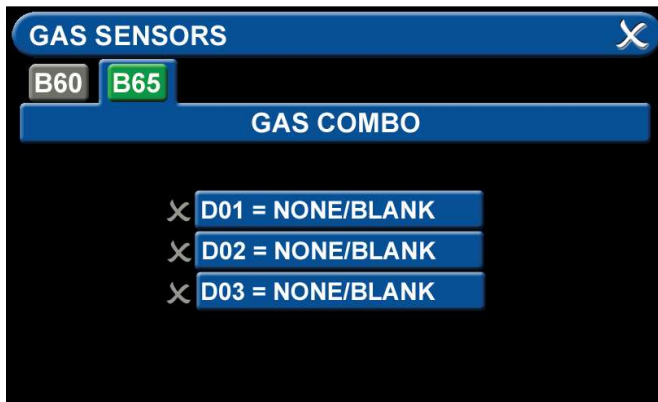 GAS SENSORS
B60 B65
GAS COMBO
D01 = NONE/BLANK
D02 = NONE/BLANK
D03 = NONE/BLANK